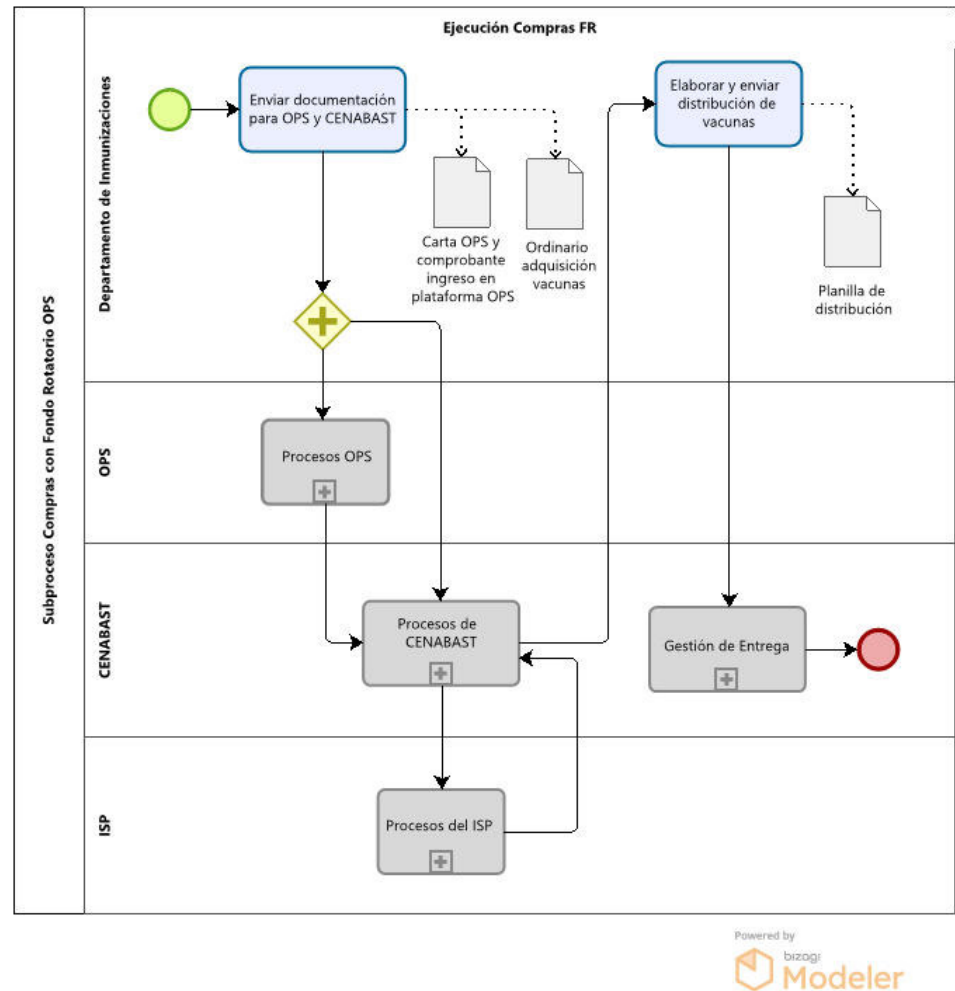 Ejecución Compras FR
Subproceso Compras con Fondo Rotatorio OPS
Departamento de Inmunizaciones
Enviar documentación
para OPS y CENABAST
Elaborar y enviar
distribución de
vacunas
Carta OPS y
comprobante
ingreso en
plataforma OPS
Ordinario
adquisición
vacunas
Planilla de
distribución
OPS
Procesos OPS
CENABAST
Procesos de
CENABAST
Gestión de Entrega
ISP
Procesos del ISP
Powered by
bizagi
Modeler